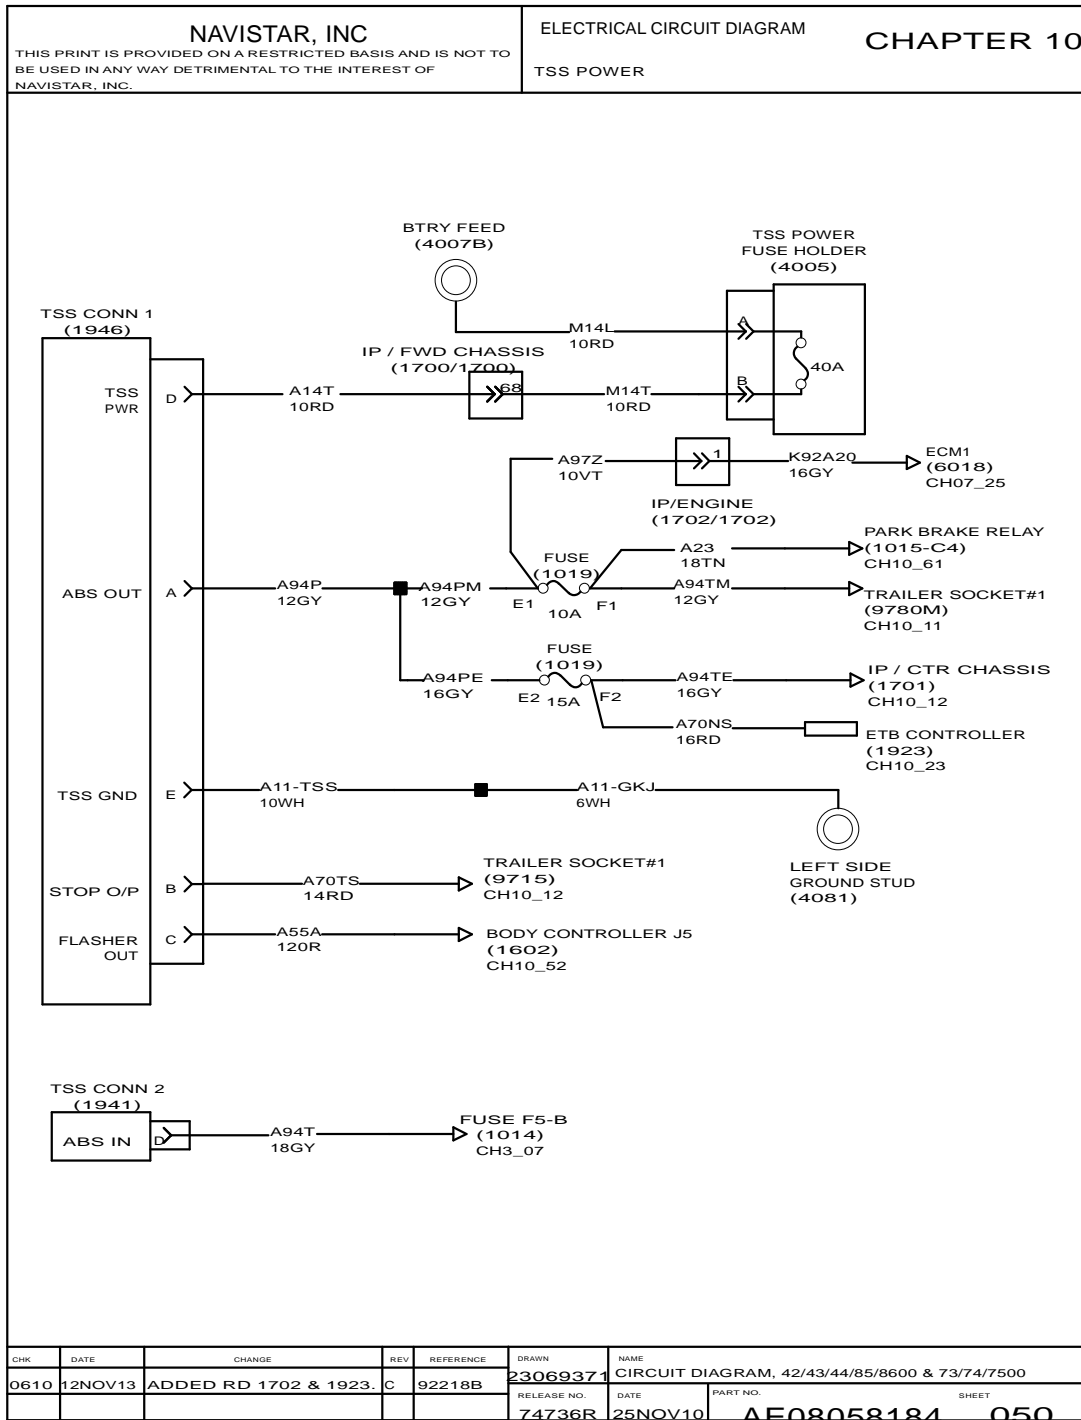 NAVISTAR, INC
THIS PRINT IS PROVIDED ON A RESTRICTED BASIS AND IS NOT TO
BE USED IN ANY WAY DETRIMENTAL TO THE INTEREST OF
NAVISTAR, INC.
ELECTRICAL CIRCUIT DIAGRAM
TSS POWER
CHAPTER 10
BTRY FEED
(4007B)
TSS POWER
FUSE HOLDER
(4005)
TSS CONN 1
(1946)
M14L
10RD
A
IP / FWD CHASSIS
(1700/1700)
40A
TSS
PWR
D
A14T
10RD
68
M14T
10RD
B
A97Z
10VT
1
K92A20
16GY
ECM1
(6018)
CH07_25
IP/ENGINE
(1702/1702)
A23
18TN
PARK BRAKE RELAY
(1015-C4)
CH10_61
FUSE
(1019)
ABS OUT
A
A94P
12GY
A94PM
12GY
E1
10A
F1
A94TM
12GY
TRAILER SOCKET#1
(9780M)
CH10_11
FUSE
(1019)
A94PE
16GY
E2
15A
F2
A94TE
16GY
IP / CTR CHASSIS
(1701)
CH10_12
A70NS
16RD
ETB CONTROLLER
(1923)
CH10_23
TSS GND
E
A11-TSS
10WH
A11-GKJ
6WH
LEFT SIDE
GROUND STUD
(4081)
STOP O/P
B
A70TS
14RD
TRAILER SOCKET#1
(9715)
CH10_12
FLASHER
OUT
C
A55A
120R
BODY CONTROLLER J5
(1602)
CH10_52
TSS CONN 2
(1941)
ABS IN
D
A94T
18GY
FUSE F5-B
(1014)
CH3_07
CHK DATE CHANGE REV REFERENCE
0610 12NOV13 ADDED RD 1702 & 1923. C 92218B
DRAWN
23069371
NAME
CIRCUIT DIAGRAM, 42/43/44/85/8600 & 73/74/7500
RELEASE NO.
74736R
DATE
25NOV10
PART NO.
AE08058184
SHEET
050